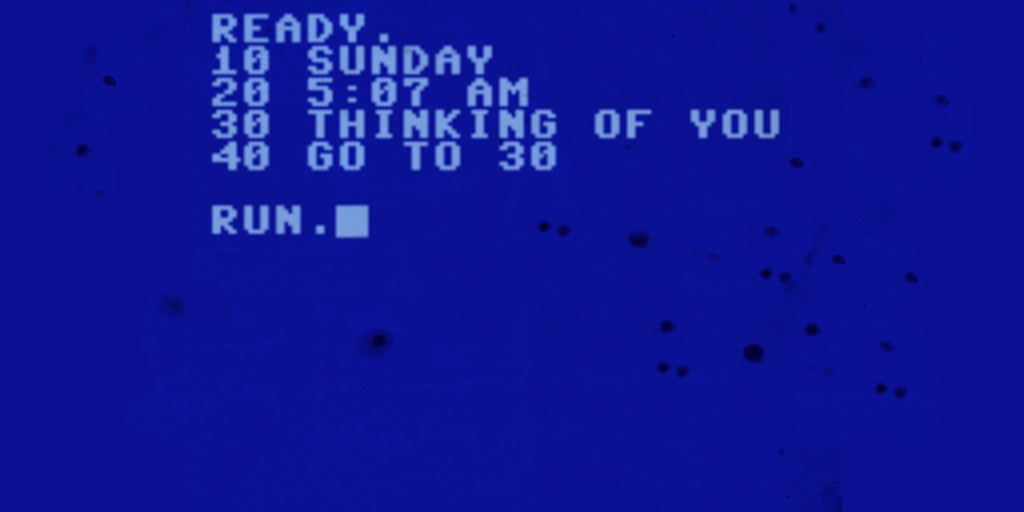 READY.
10 SUNDAY
20 5:07 AM
30 THINKING OF YOU
40 GO TO 30
RUN.